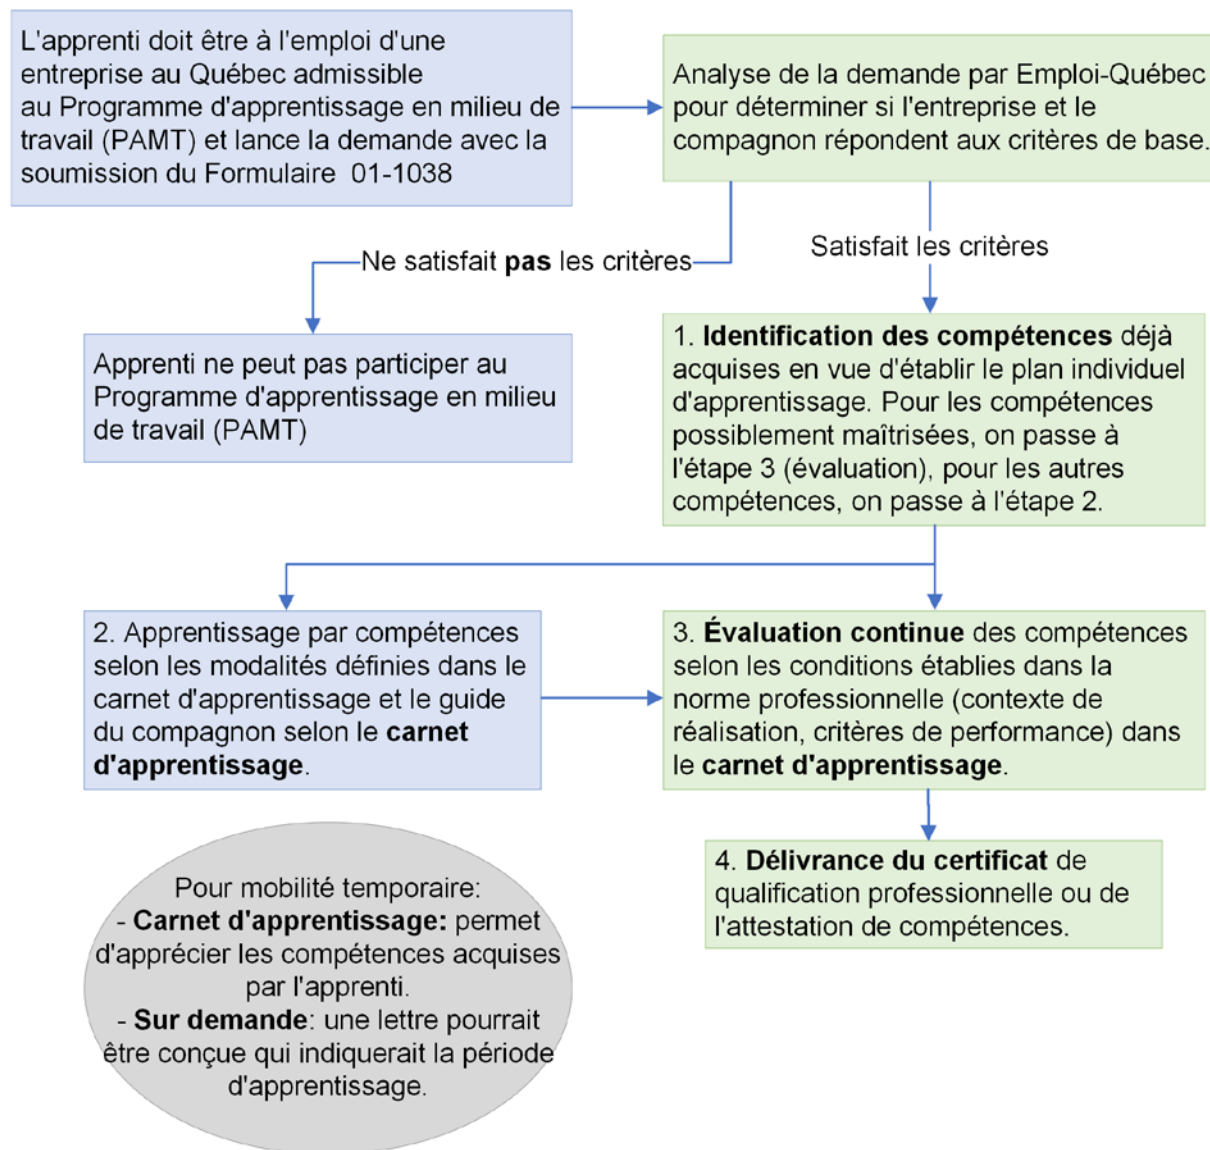 L'apprenti doit être à l'emploi d'une
entreprise au Québec admissible
au Programme d'apprentissage en milieu de
travail (PAMT) et lance la demande avec la
soumission du Formulaire  01-1038
Analyse de la demande par Emploi-Québec
pour déterminer si l'entreprise et le
compagnon répondent aux critères de base.
Ne satisfait pas les critères
Satisfait les critères
Apprenti ne peut pas participer au
Programme d'apprentissage en milieu
de travail (PAMT)
1. Identification des compétences déjà
acquises en vue d'établir le plan individuel
d'apprentissage. Pour les compétences
possiblement maîtrisées, on passe à
l'étape 3 (évaluation), pour les autres
compétences, on passe à l'étape 2.
2. Apprentissage par compétences
selon les modalités définies dans le
carnet d'apprentissage et le guide
du compagnon selon le carnet
d'apprentissage.
3. Évaluation continue des compétences
selon les conditions établies dans la
norme professionnelle (contexte de
réalisation, critères de performance) dans
le carnet d'apprentissage.
4. Délivrance du certificat de
qualification professionnelle ou de
l'attestation de compétences.
Pour mobilité temporaire:
- Carnet d'apprentissage: permet
d'apprécier les compétences acquises
par l'apprenti.
- Sur demande: une lettre pourrait
être conçue qui indiquerait la période
d'apprentissage.